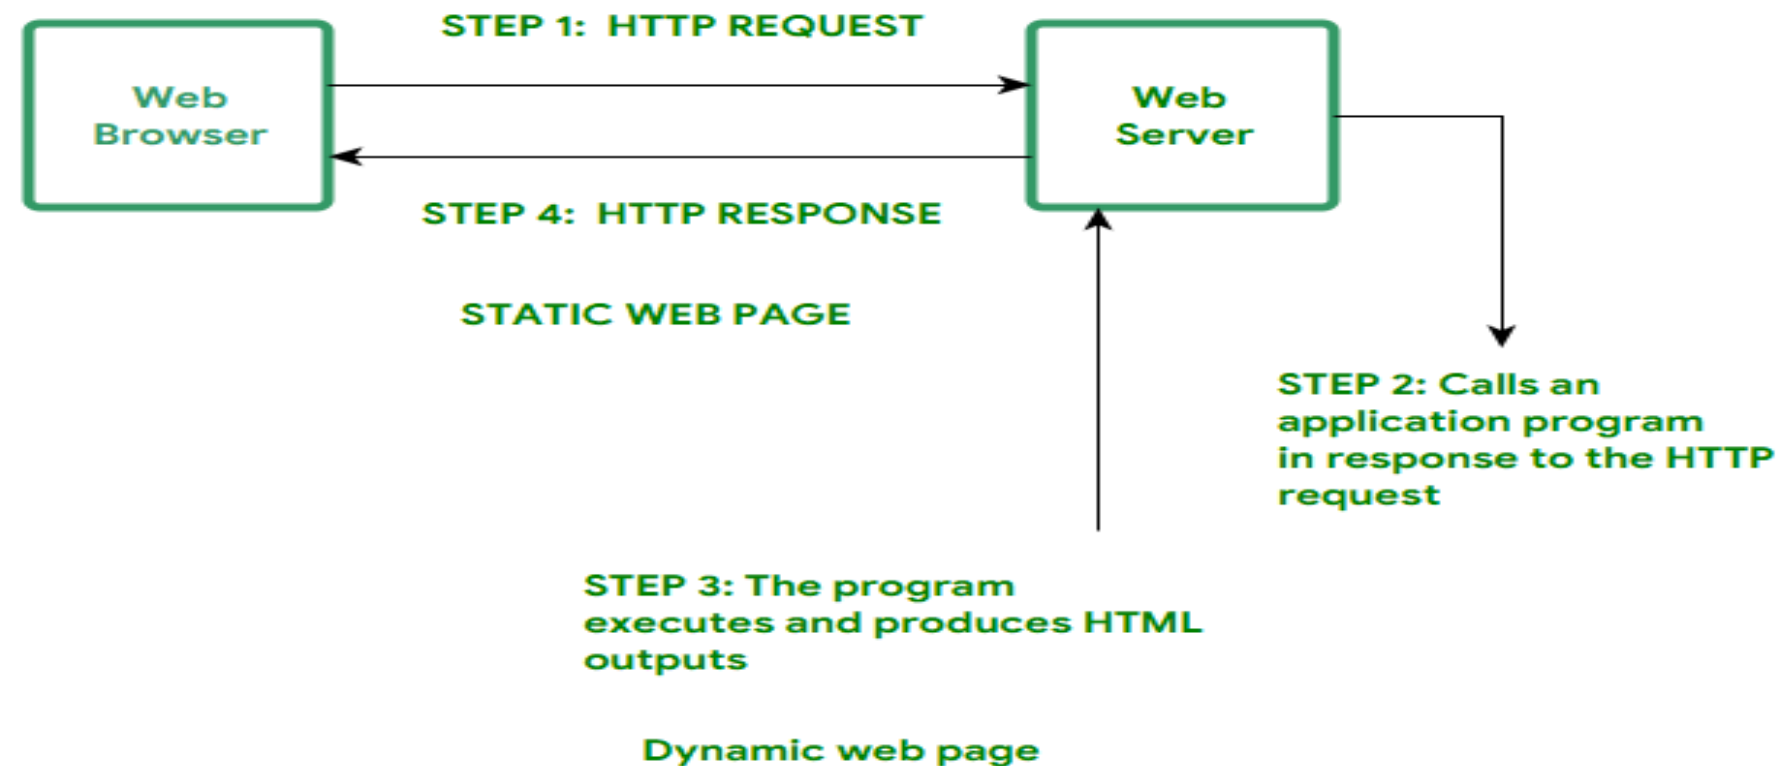 STEP 1: HTTP REQUEST
Web
Browser
Web
Server
STEP 4: HTTP RESPONSE
STATIC WEB PAGE
STEP 2: Calls an
application program
in response to the HTTP
request
STEP 3: The program
executes and produces HTML
outputs
Dynamic web page